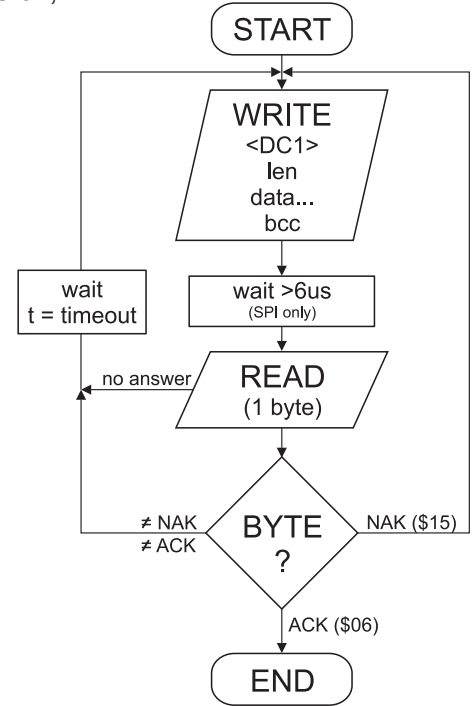 START
WRITE
<DC1>
len
data...
bcc
wait
t = timeout
wait >6us
(SPI only)
no answer
READ
(1 byte)
≠ NAK
≠ ACK
BYTE
?
NAK ($15)
ACK ($06)
END